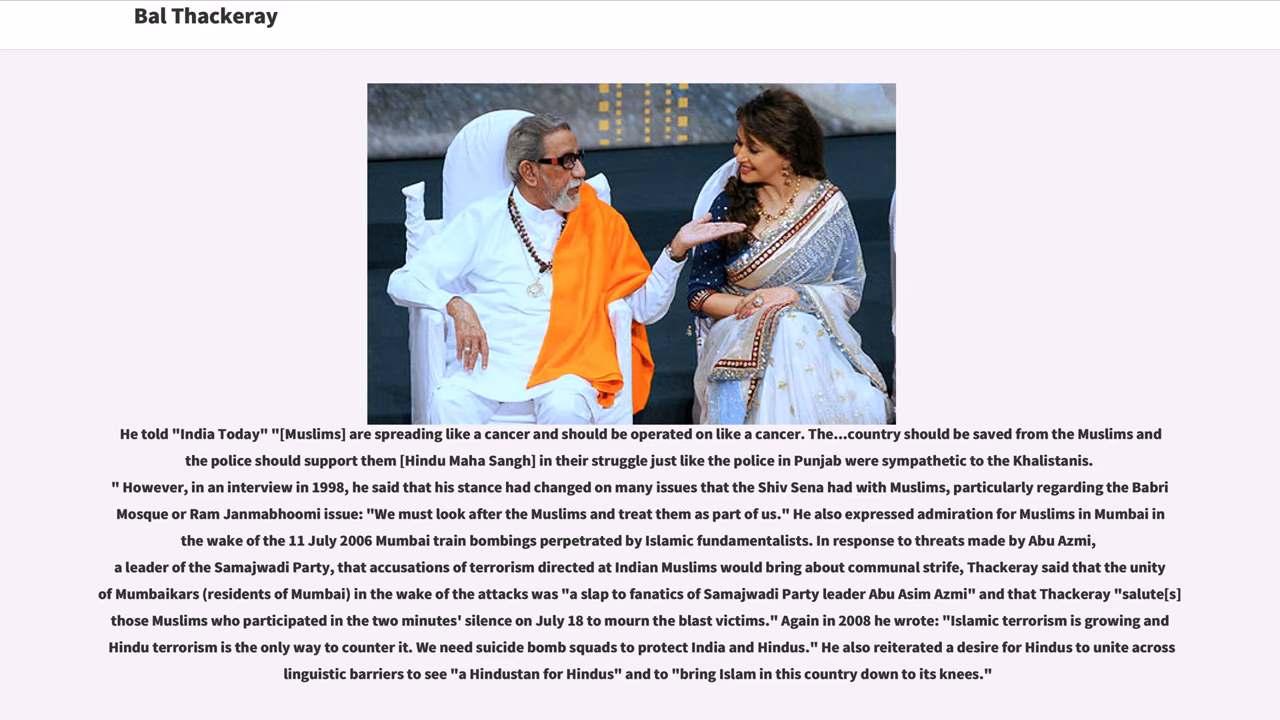 Bal Thackeray
He told "India Today" "[Muslims] are spreading like a cancer and should be operated on like a cancer. The...country should be saved from the Muslims and
the police should support them [Hindu Maha Sangh] in their struggle just like the police in Punjab were sympathetic to the Khalistanis.
" However, in an interview in 1998, he said that his stance had changed on many issues that the Shiv Sena had with Muslims, particularly regarding the Babri
Mosque or Ram Janmabhoomi issue: "We must look after the Muslims and treat them as part of us." He also expressed admiration for Muslims in Mumbai in
the wake of the 11 July 2006 Mumbai train bombings perpetrated by Islamic fundamentalists. In response to threats made by Abu Azmi,
a leader of the Samajwadi Party, that accusations of terrorism directed at Indian Muslims would bring about communal strife, Thackeray said that the unity
of Mumbaikars (residents of Mumbai) in the wake of the attacks was "a slap to fanatics of Samajwadi Party leader Abu Asim Azmi" and that Thackeray "salute[s]
those Muslims who participated in the two minutes' silence on July 18 to mourn the blast victims." Again in 2008 he wrote: "Islamic terrorism is growing and
Hindu terrorism is the only way to counter it. We need suicide bomb squads to protect India and Hindus." He also reiterated a desire for Hindus to unite across
linguistic barriers to see "a Hindustan for Hindus" and to "bring Islam in this country down to its knees."